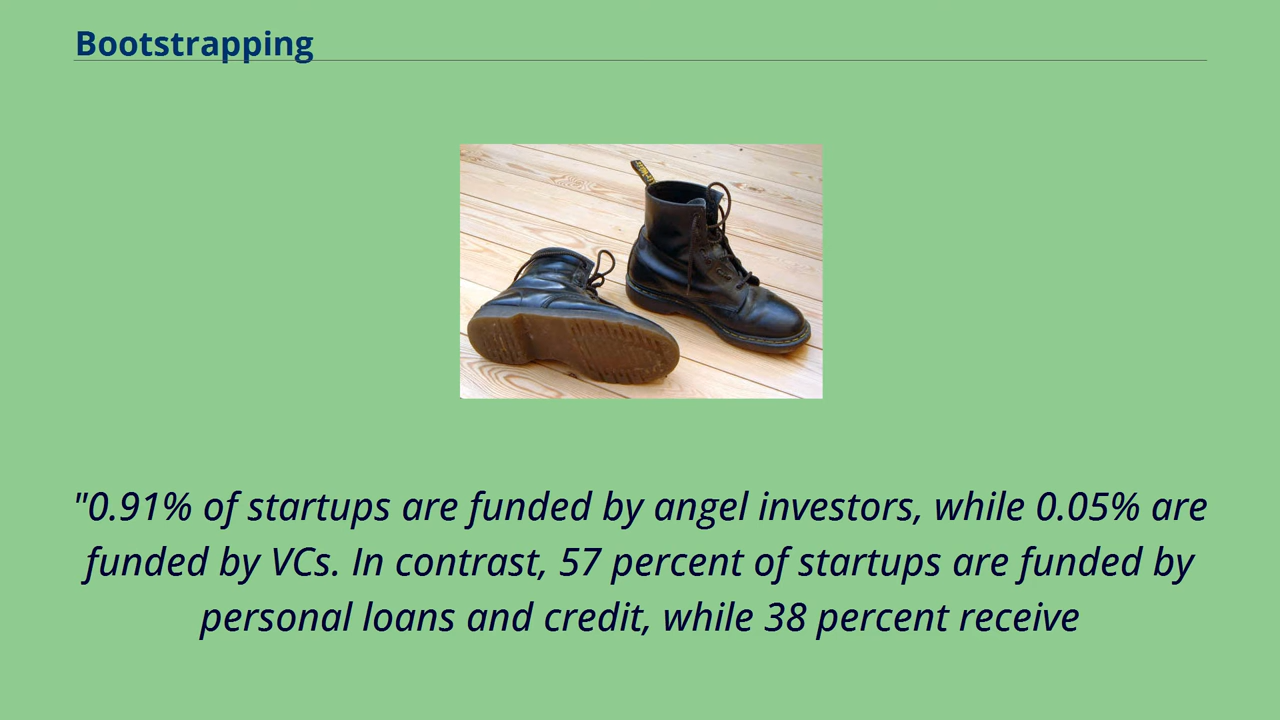 Bootstrapping
"0.91% of startups are funded by angel investors, while 0.05% are
funded by VCs. In contrast, 57 percent of startups are funded by
personal loans and credit, while 38 percent receive